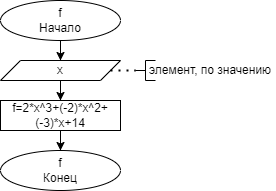 f
Начало
x
элемент, по значению
f=2*x^3+(-2)*x^2+
(-3)*x+14
f
Конец